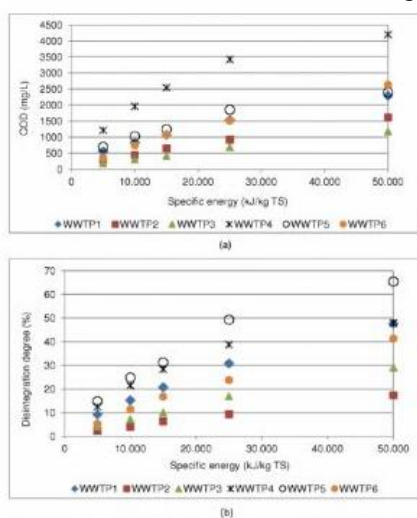 4500
4000
3500
3000
2500
2000
1500
1000
500
0
COD (mg/L)
0 10.000 20.000 30.000 40.000 50.000
Specific energy (kJ/kg TS)
WWTP1 WWTP2 WWTP3 WWTP4 WWTP5 WWTP6
(a)
70
60
50
40
30
20
10
0
Disintegration degree (%)
0 10.000 20.000 30.000 40.000 50.000
Specific energy (kJ/kg TS)
WWTP1 WWTP2 WWTP3 WWTP4 WWTP5 WWTP6
(b)